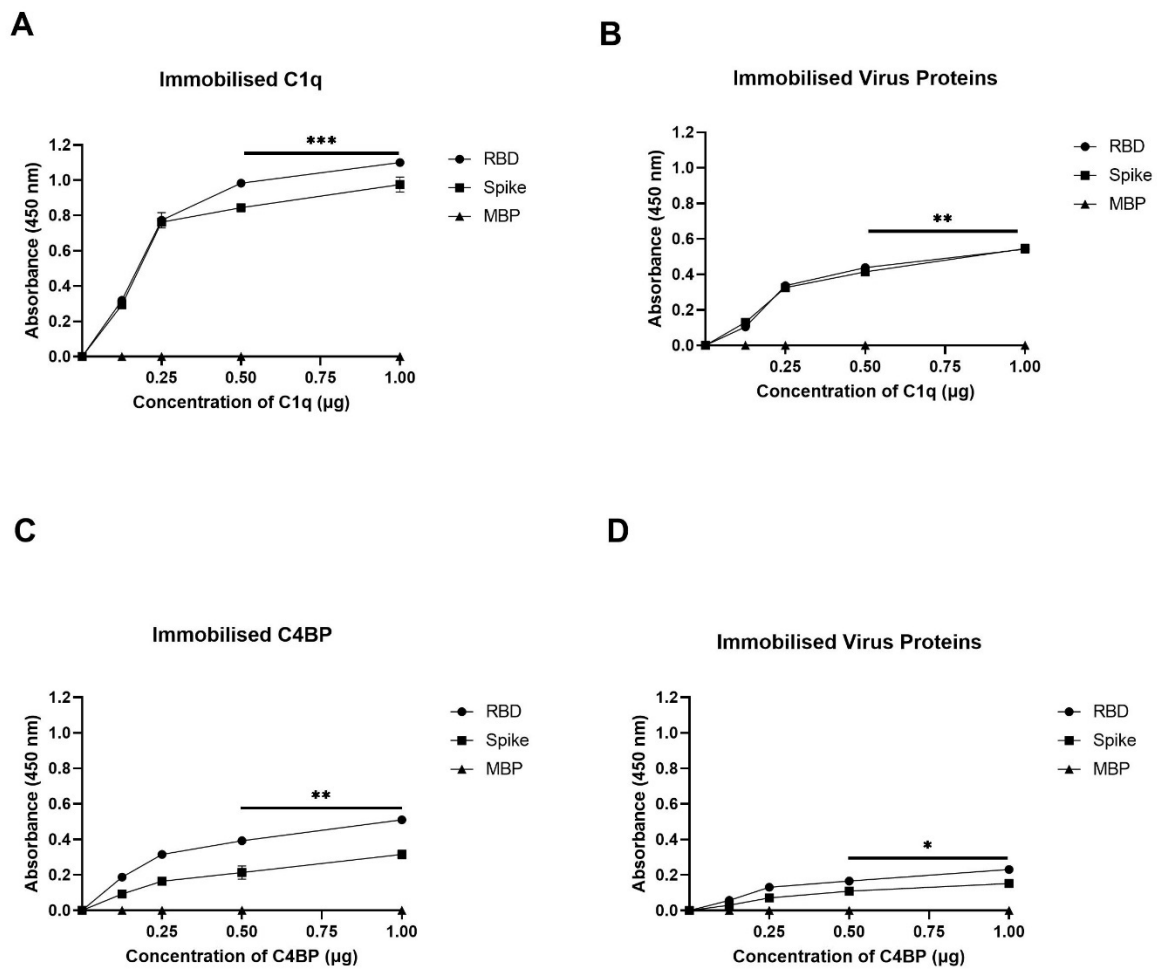 A
Immobilised C1q
Absorbance (450 nm)
1.2
1.0
0.8
0.6
0.4
0.2
0.0
0.25 0.50 0.75 1.00
Concentration of C1q (µg)
***
RBD
Spike
MBP
B
Immobilised Virus Proteins
Absorbance (450 nm)
1.2
1.0
0.8
0.6
0.4
0.2
0.0
0.25 0.50 0.75 1.00
Concentration of C1q (µg)
**
RBD
Spike
MBP
C
Immobilised C4BP
Absorbance (450 nm)
1.2
1.0
0.8
0.6
0.4
0.2
0.0
0.25 0.50 0.75 1.00
Concentration of C4BP (µg)
**
RBD
Spike
MBP
D
Immobilised Virus Proteins
Absorbance (450 nm)
1.2
1.0
0.8
0.6
0.4
0.2
0.0
0.25 0.50 0.75 1.00
Concentration of C4BP (µg)
*
RBD
Spike
MBP